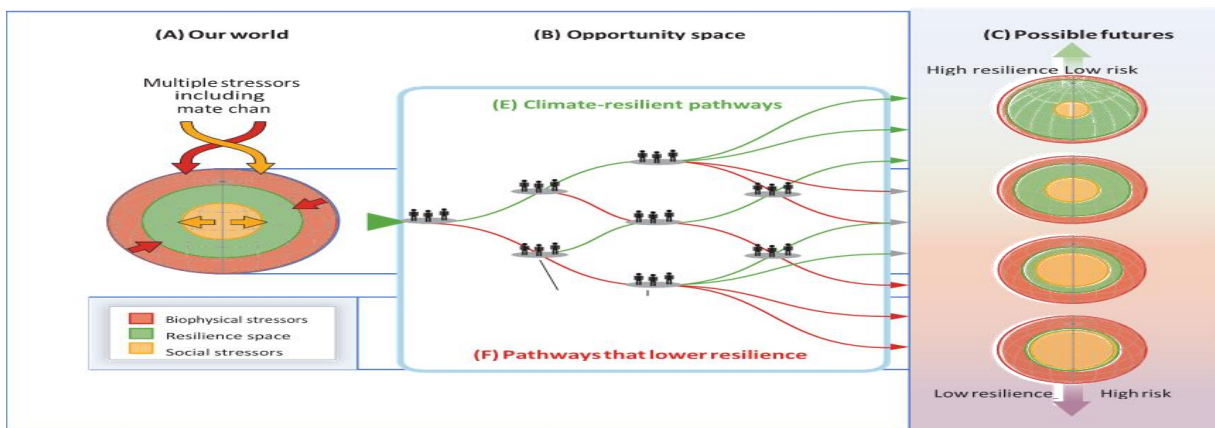 (A) Our world
(B) Opportunity space
(C) Possible futures
Multiple stressors
including
mate chan
High resilience Low risk
(E) Climate-resilient pathways
Biophysical stressors
Resilience space
Social stressors
(F) Pathways that lower resilience
Low resilience
High risk